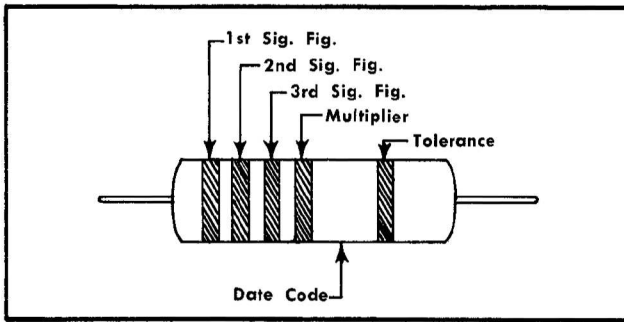 1st Sig. Fig.
2nd Sig. Fig.
3rd Sig. Fig.
Multiplier
Tolerance
Date Code